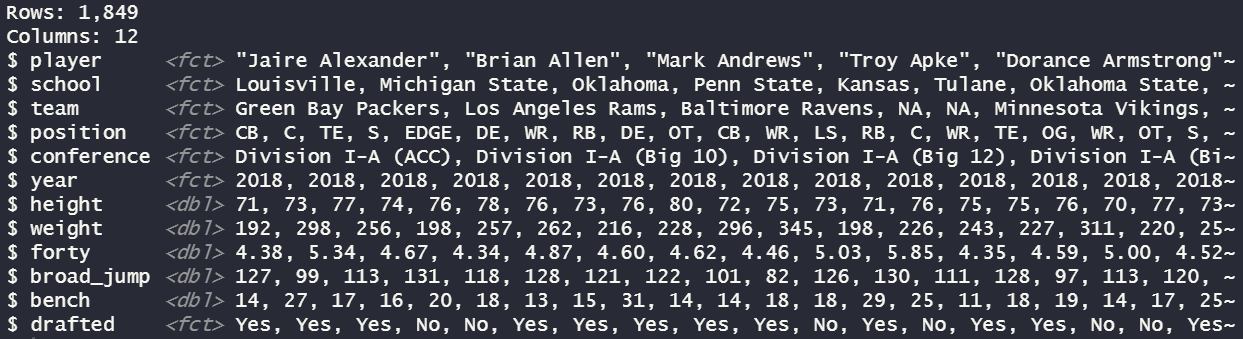 Rows: 1,849
Columns: 12
$ player     <fct> "Jaire Alexander", "Brian Allen", "Mark Andrews", "Troy Apke", "Dorance Armstrong"~
$ school     <fct> Louisville, Michigan State, Oklahoma, Penn State, Kansas, Tulane, Oklahoma State, ~
$ team       <fct> Green Bay Packers, Los Angeles Rams, Baltimore Ravens, NA, NA, Minnesota Vikings, ~
$ position   <fct> CB, C, TE, S, EDGE, DE, WR, RB, DE, OT, CB, WR, LS, RB, C, WR, TE, OG, WR, OT, S, ~
$ conference <fct> Division I-A (ACC), Division I-A (Big 10), Division I-A (Big 12), Division I-A (Bi~
$ year       <fct> 2018, 2018, 2018, 2018, 2018, 2018, 2018, 2018, 2018, 2018, 2018, 2018, 2018, 2018~
$ height     <dbl> 71, 73, 77, 74, 76, 78, 76, 73, 76, 80, 72, 75, 73, 71, 76, 75, 75, 76, 70, 77, 73~
$ weight     <dbl> 192, 298, 256, 198, 257, 262, 216, 228, 296, 345, 198, 226, 243, 227, 311, 220, 25~
$ forty      <dbl> 4.38, 5.34, 4.67, 4.34, 4.87, 4.60, 4.62, 4.46, 5.03, 5.85, 4.35, 4.59, 5.00, 4.52~
$ broad_jump <dbl> 127, 99, 113, 131, 118, 128, 121, 122, 101, 82, 126, 130, 111, 128, 97, 113, 120, ~
$ bench      <dbl> 14, 27, 17, 16, 20, 18, 13, 15, 31, 14, 14, 18, 18, 29, 25, 11, 18, 19, 14, 17, 25~
$ drafted    <fct> Yes, Yes, Yes, No, No, Yes, Yes, Yes, Yes, Yes, No, Yes, No, Yes, Yes, No, No, Yes~